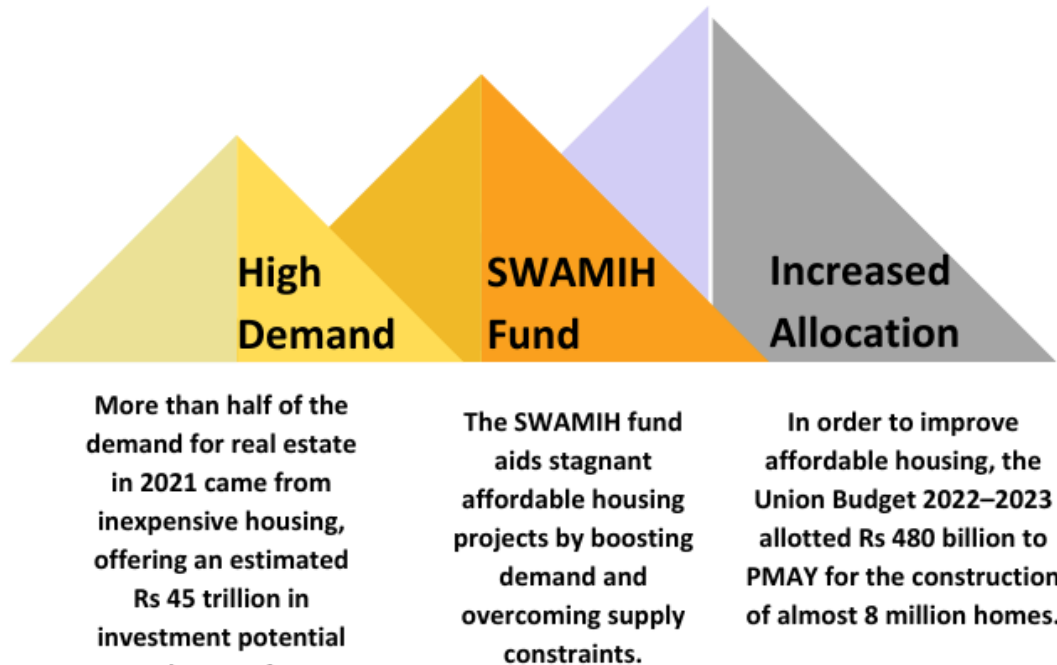 High
Demand
SWAMIH
Fund
Increased
Allocation
More than half of the
demand for real estate
in 2021 came from
inexpensive housing,
offering an estimated
Rs 45 trillion in
investment potential
The SWAMIH fund
aids stagnant
affordable housing
projects by boosting
demand and
overcoming supply
constraints.
In order to improve
affordable housing, the
Union Budget 2022–2023
allotted Rs 480 billion to
PMAY for the construction
of almost 8 million homes.